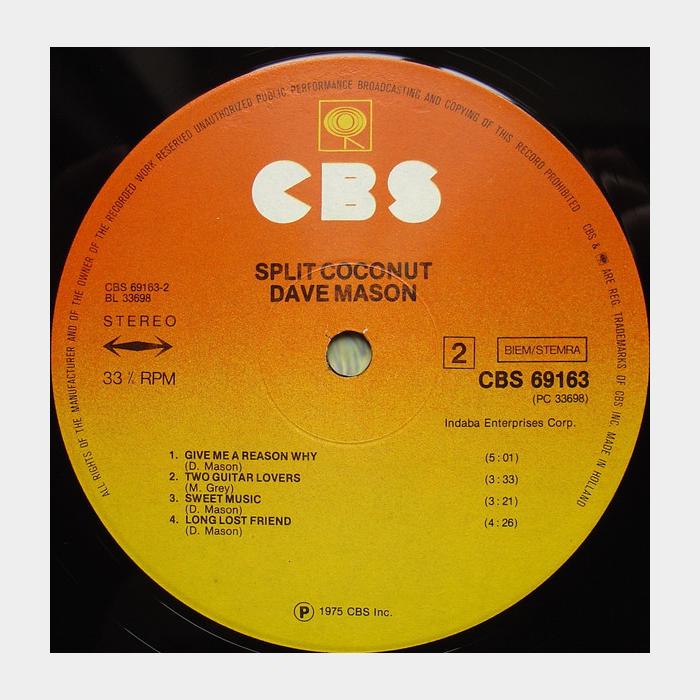 ALL RIGHTS OF THE MANUFACTURER AND OF THE OWNER OF THE RECORDED WORK RESERVED UNAUTHORIZED PUBLIC PERFORMANCE BROADCASTING AND COPYING OF THIS RECORD PROHIBITED
CBS & ARE REG. TRADEMARKS OF CBS INC. MADE IN HOLLAND
CBS
SPLIT COCONUT
DAVE MASON
CBS 69163-2
BL 33698
STEREO
33 ⅓ RPM
2
BIEM/STEMRA
CBS 69163
(PC 33698)
Indaba Enterprises Corp.
1. GIVE ME A REASON WHY (5:01)
(D. Mason)
2. TWO GUITAR LOVERS (3:33)
(M. Grey)
3. SWEET MUSIC (3:21)
(D. Mason)
4. LONG LOST FRIEND (4:26)
(D. Mason)
Ⓟ 1975 CBS Inc.